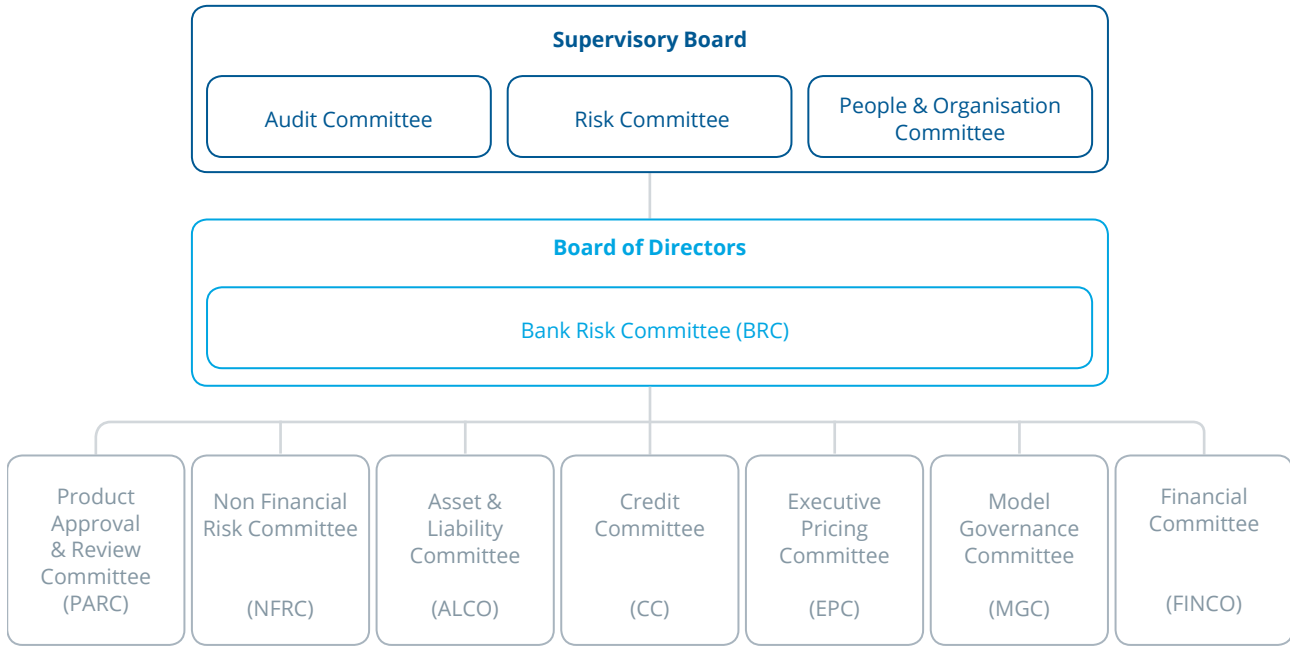 Supervisory Board
Audit Committee
Risk Committee
People & Organisation
Committee
Board of Directors
Bank Risk Committee (BRC)
Product
Approval
& Review
Committee
(PARC)
Non Financial
Risk Committee
(NFRC)
Asset &
Liability
Committee
(ALCO)
Credit
Committee
(CC)
Executive
Pricing
Committee
(EPC)
Model
Governance
Committee
(MGC)
Financial
Committee
(FINCO)